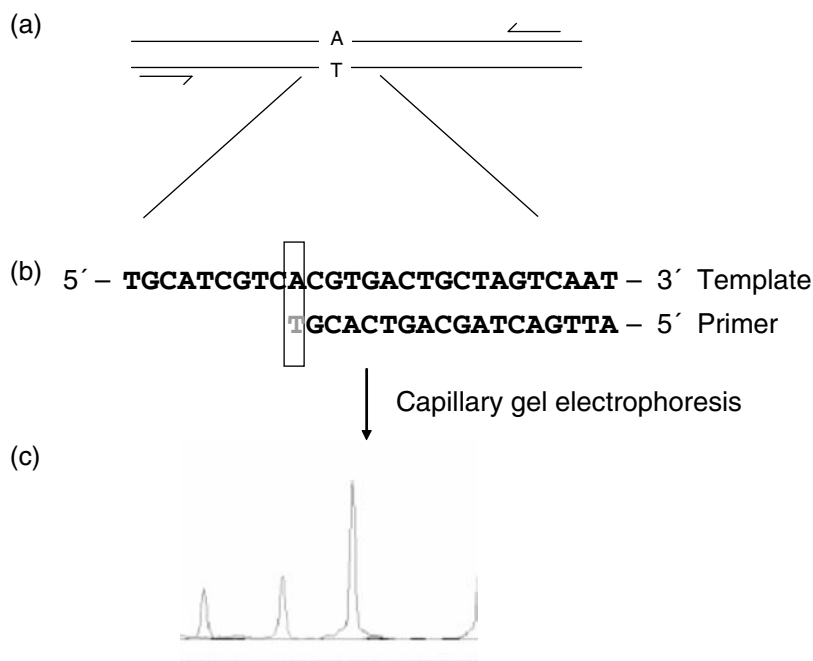 (a)
A
T
(b) 5´ – TGCATCGTCACGTGACTGCTAGTCAAT – 3´ Template
TGCACTGACGATCAGTTA – 5´ Primer
Capillary gel electrophoresis
(c)